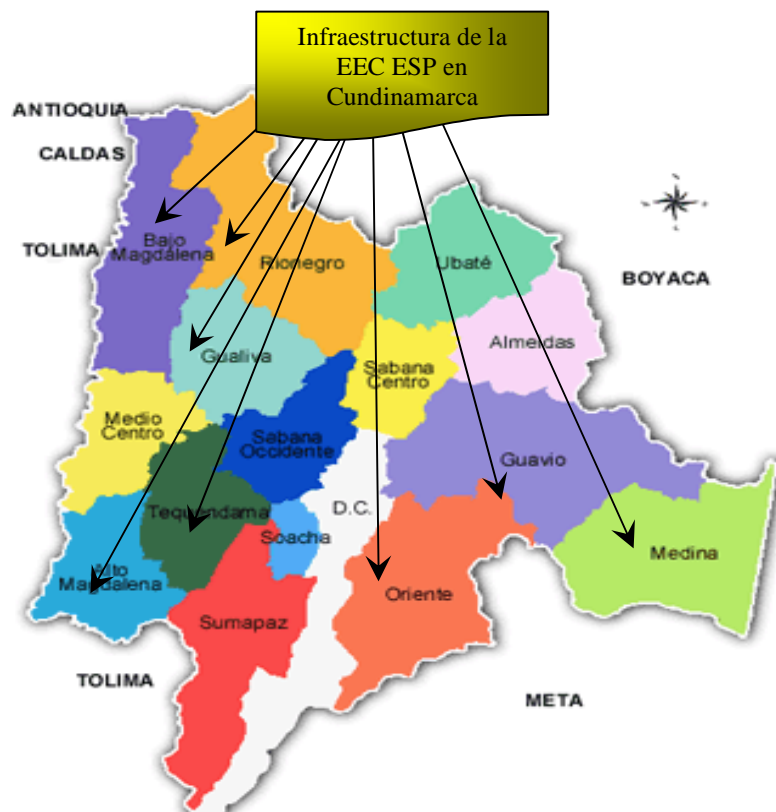 Infraestructura de la
EEC ESP en
Cundinamarca
ANTIOQUIA
CALDAS
TOLIMA
Bajo
Magdalena
Rionegro
Ubaté
BOYACA
Gualiva
Sabana
Centro
Almeidas
Medio
Centro
Sabana
Occidente
Guavio
Tequendama
D.C.
Soacha
Medina
Alto
Magdalena
Oriente
Sumapaz
TOLIMA
META